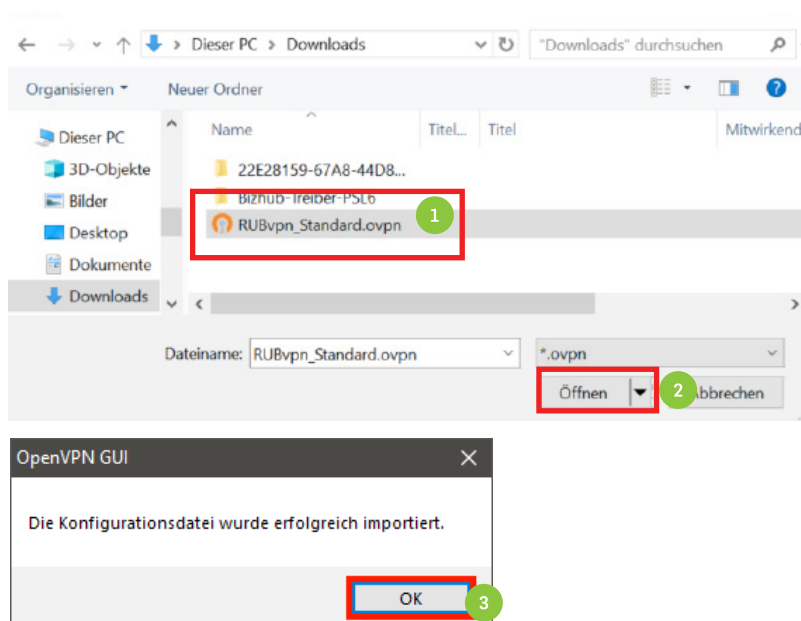 Dieser PC > Downloads
"Downloads" durchsuchen
Organisieren
Neuer Ordner
Name
Titel...
Titel
Mitwirkend
Dieser PC
3D-Objekte
Bilder
Desktop
Dokumente
Downloads
22E28159-67A8-44D8...
Bizhub-Treiber-PSL6
RUBvpn_Standard.ovpn
1
Dateiname:
RUBvpn_Standard.ovpn
*.ovpn
Öffnen
2
bbrechen
OpenVPN GUI
Die Konfigurationsdatei wurde erfolgreich importiert.
OK
3